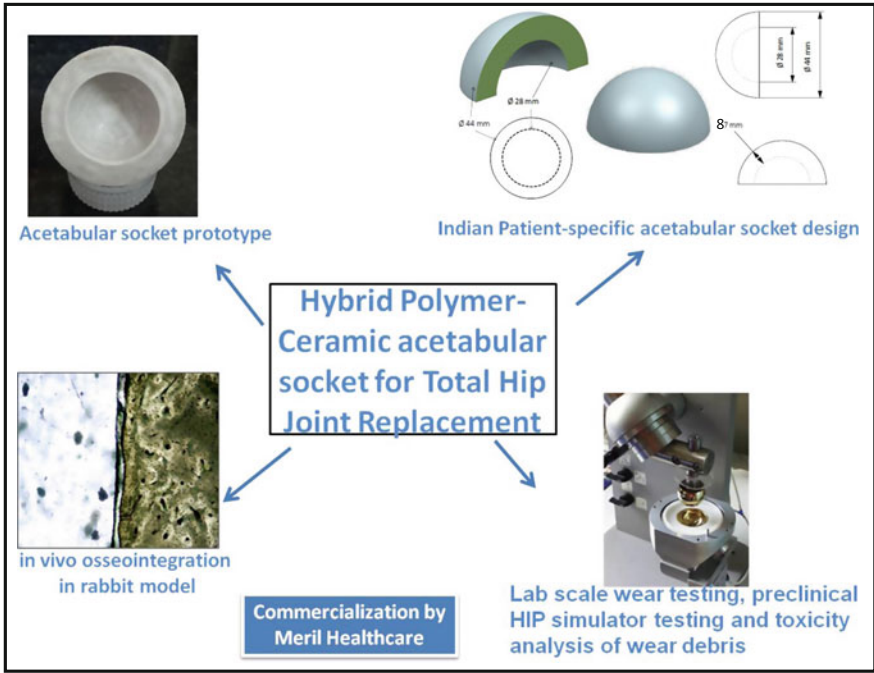 Ø 28 mm
Ø 44 mm
Ø 28 mm
Ø 44 mm
8 mm
Acetabular socket prototype
Indian Patient-specific acetabular socket design
Hybrid Polymer-
Ceramic acetabular
socket for Total Hip
Joint Replacement
in vivo osseointegration
in rabbit model
Lab scale wear testing, preclinical
HIP simulator testing and toxicity
analysis of wear debris
Commercialization by
Meril Healthcare